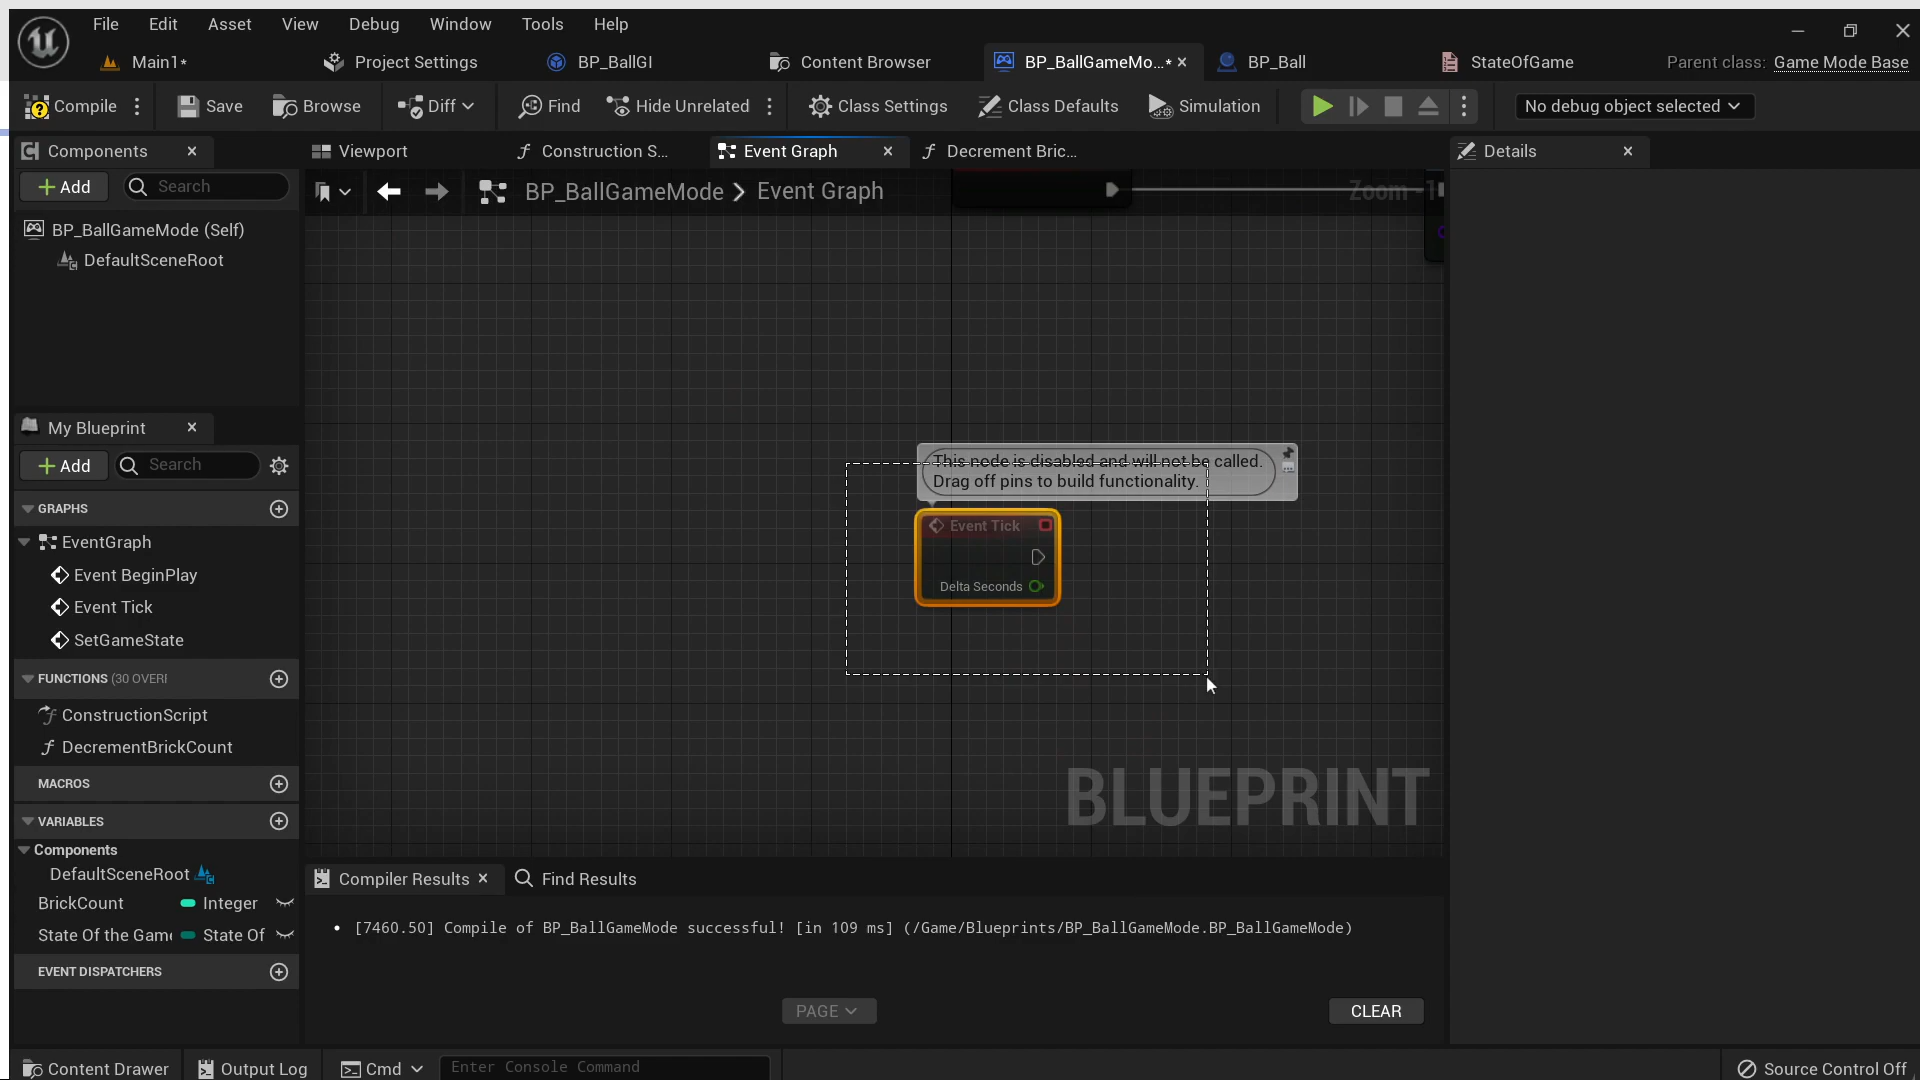 File Edit Asset View Debug Window Tools Help
Main1* Project Settings BP_BallGI Content Browser BP_BallGameMo...* BP_Ball StateOfGame Parent class: Game Mode Base
Compile Save Browse Diff Find Hide Unrelated Class Settings Class Defaults Simulation No debug object selected
Components Viewport Construction S... Event Graph Decrement Bric... Details
+ Add Search BP_BallGameMode > Event Graph Zoom -1
BP_BallGameMode (Self)
DefaultSceneRoot
My Blueprint
+ Add Search
This node is disabled and will not be called.
Drag off pins to build functionality.
Event Tick
Delta Seconds
GRAPHS
EventGraph
Event BeginPlay
Event Tick
SetGameState
FUNCTIONS (30 OVERI
ConstructionScript
DecrementBrickCount
MACROS
VARIABLES
Components
DefaultSceneRoot
BrickCount Integer
State Of the Game State Of
EVENT DISPATCHERS
BLUEPRINT
Compiler Results Find Results
• [7460.50] Compile of BP_BallGameMode successful! [in 109 ms] (/Game/Blueprints/BP_BallGameMode.BP_BallGameMode)
PAGE CLEAR
Content Drawer Output Log Cmd Enter Console Command Source Control Off